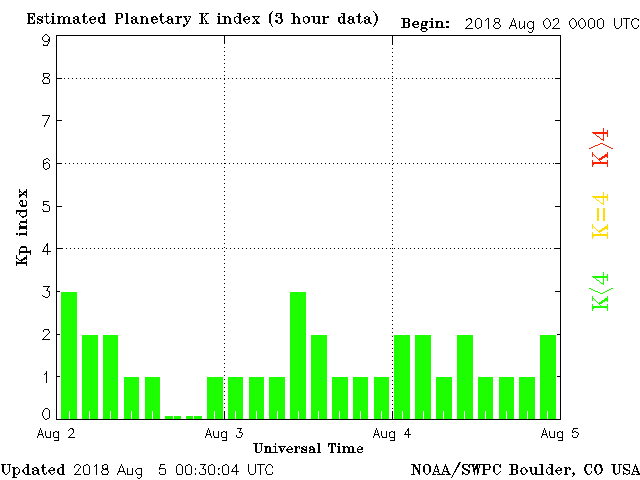 Estimated Planetary K index (3 hour data)
Begin: 2018 Aug 02 0000 UTC
9
8
7
6
5
4
3
2
1
0
Kp index
K>4
K=4
K<4
Aug 2
Aug 3
Aug 4
Aug 5
Universal Time
Updated 2018 Aug 5 00:30:04 UTC
NOAA/SWPC Boulder, CO USA